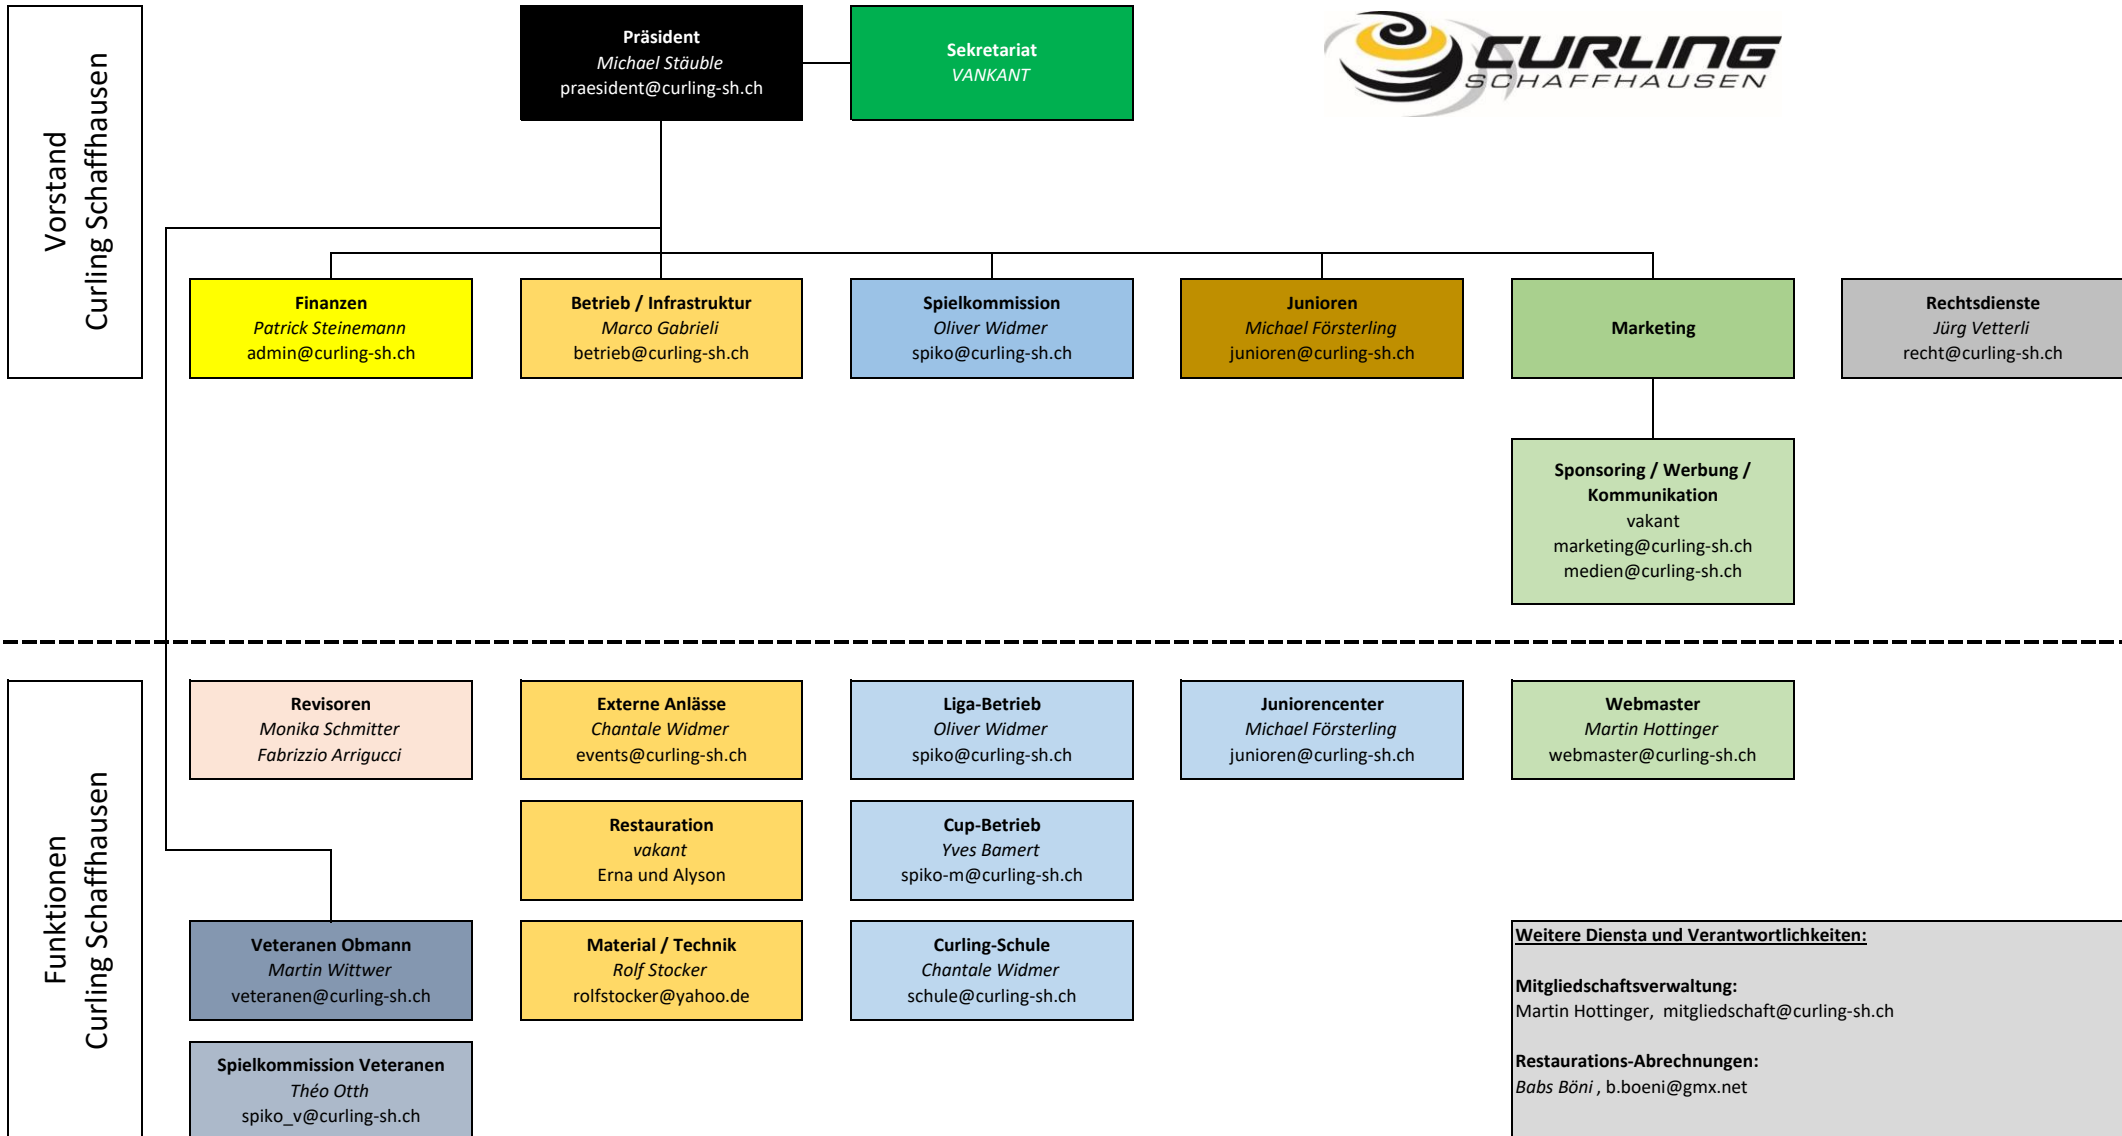 Vorstand
Curling Schaffhausen
Präsident
Michael Stäuble
praesident@curling-sh.ch
Sekretariat
VANKANT
CURLING
SCHAFFHAUSEN
Finanzen
Patrick Steinemann
admin@curling-sh.ch
Betrieb / Infrastruktur
Marco Gabrieli
betrieb@curling-sh.ch
Spielkommission
Oliver Widmer
spiko@curling-sh.ch
Junioren
Michael Försterling
junioren@curling-sh.ch
Marketing
Rechtsdienste
Jürg Vetterli
recht@curling-sh.ch
Sponsoring / Werbung /
Kommunikation
vakant
marketing@curling-sh.ch
medien@curling-sh.ch
Funktionen
Curling Schaffhausen
Revisoren
Monika Schmitter
Fabrizzio Arrigucci
Externe Anlässe
Chantale Widmer
events@curling-sh.ch
Liga-Betrieb
Oliver Widmer
spiko@curling-sh.ch
Juniorencenter
Michael Försterling
junioren@curling-sh.ch
Webmaster
Martin Hottinger
webmaster@curling-sh.ch
Restauration
vakant
Erna und Alyson
Cup-Betrieb
Yves Bamert
spiko-m@curling-sh.ch
Veteranen Obmann
Martin Wittwer
veteranen@curling-sh.ch
Material / Technik
Rolf Stocker
rolfstocker@yahoo.de
Curling-Schule
Chantale Widmer
schule@curling-sh.ch
Spielkommission Veteranen
Théo Otth
spiko_v@curling-sh.ch
Weitere Diensta und Verantwortlichkeiten:
Mitgliedschaftsverwaltung:
Martin Hottinger, mitgliedschaft@curling-sh.ch
Restaurations-Abrechnungen:
Babs Böni , b.boeni@gmx.net